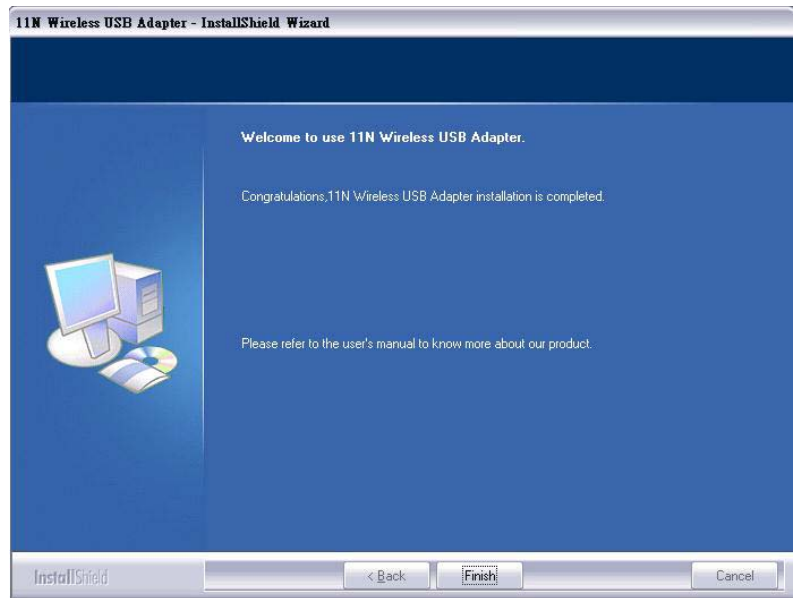 11N Wireless USB Adapter - InstallShield Wizard
Welcome to use 11N Wireless USB Adapter.
Congratulations,11N Wireless USB Adapter installation is completed.
Please refer to the user's manual to know more about our product.
InstallShield
< Back
Finish
Cancel